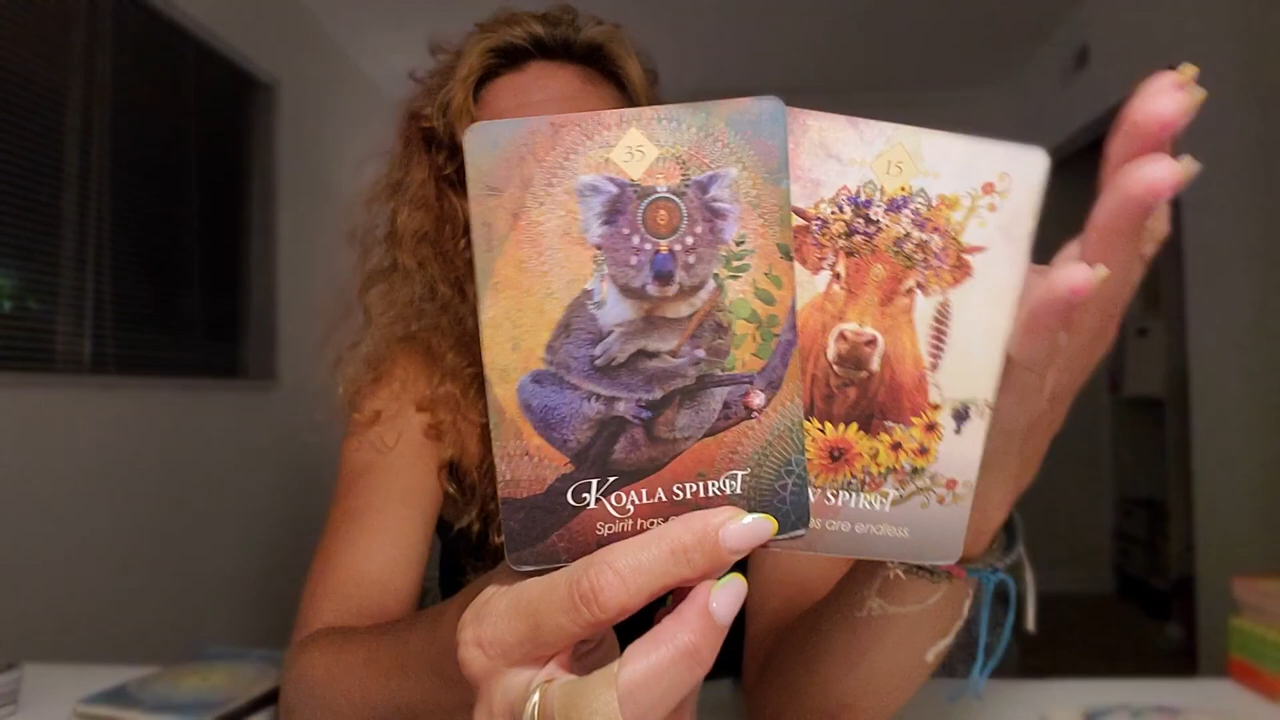 35
KOALA SPIRIT
Spirit has
15
SPIRIT
are endless